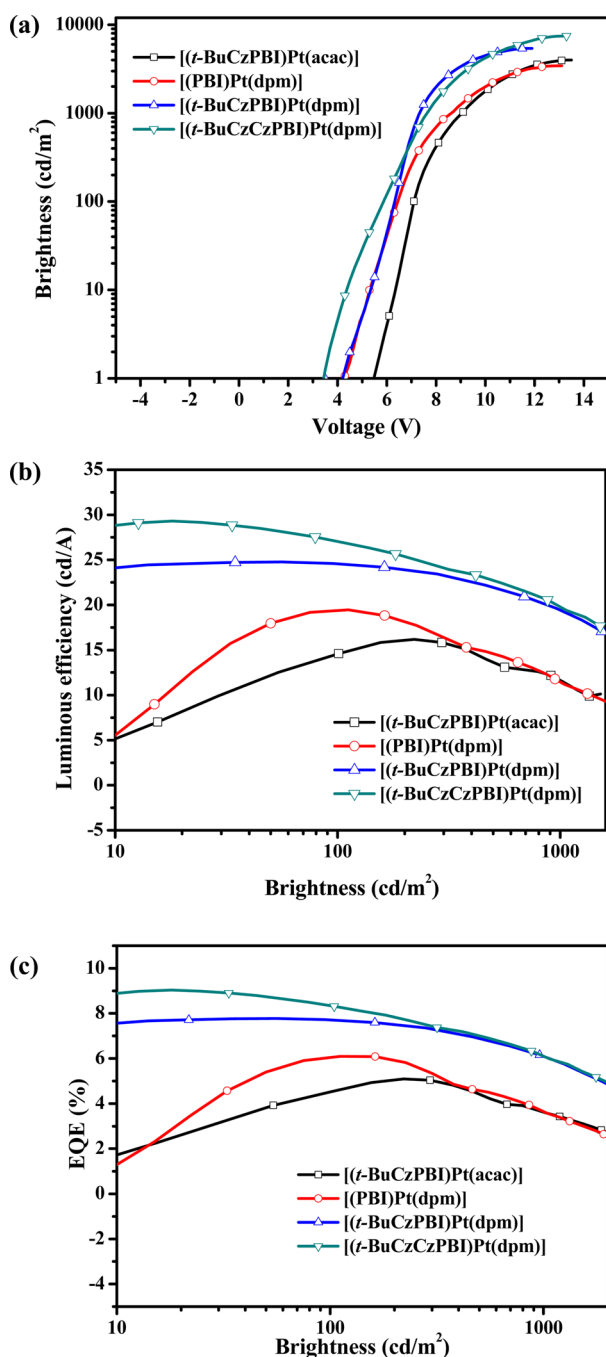 (a)
[(t-BuCzPBI)Pt(acac)]
[(PBI)Pt(dpm)]
[(t-BuCzPBI)Pt(dpm)]
[(t-BuCzCzPBI)Pt(dpm)]
10000
1000
100
10
1
Brightness (cd/m²)
-4 -2 0 2 4 6 8 10 12 14
Voltage (V)
(b)
35
30
25
20
15
10
5
0
-5
Luminous efficiency (cd/A)
[(t-BuCzPBI)Pt(acac)]
[(PBI)Pt(dpm)]
[(t-BuCzPBI)Pt(dpm)]
[(t-BuCzCzPBI)Pt(dpm)]
10 100 1000
Brightness (cd/m²)
(c)
10
8
6
4
2
0
-2
-4
EQE (%)
[(t-BuCzPBI)Pt(acac)]
[(PBI)Pt(dpm)]
[(t-BuCzPBI)Pt(dpm)]
[(t-BuCzCzPBI)Pt(dpm)]
10 100 1000
Brightness (cd/m²)